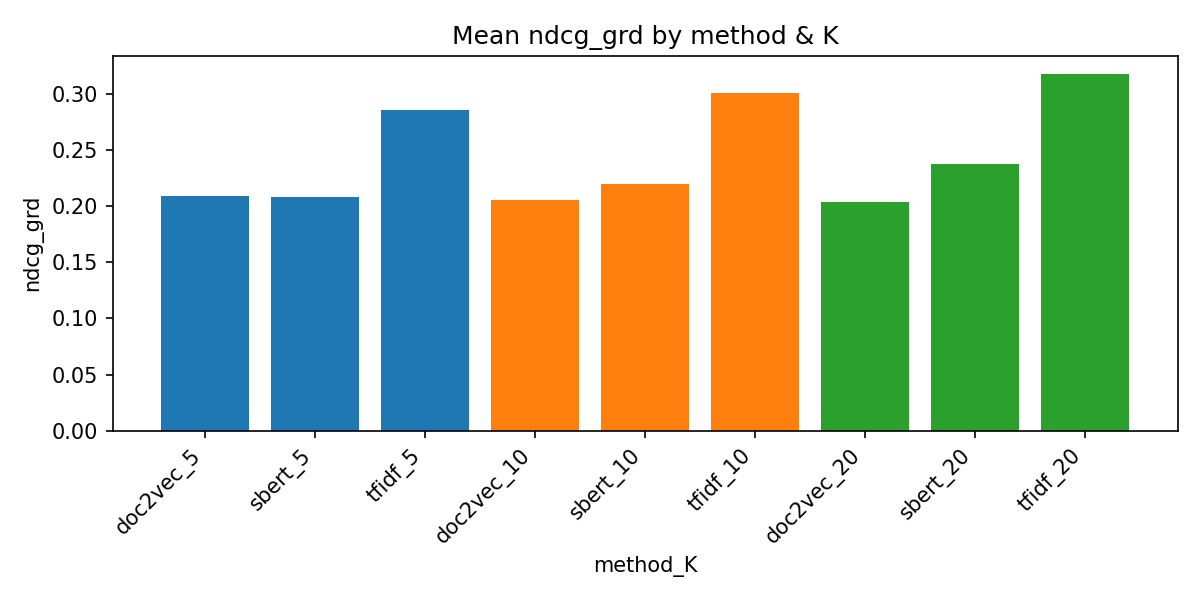 Mean ndcg_grd by method & K
ndcg_grd
0.30
0.25
0.20
0.15
0.10
0.05
0.00
doc2vec_5
sbert_5
tfidf_5
doc2vec_10
sbert_10
tfidf_10
doc2vec_20
sbert_20
tfidf_20
method_K